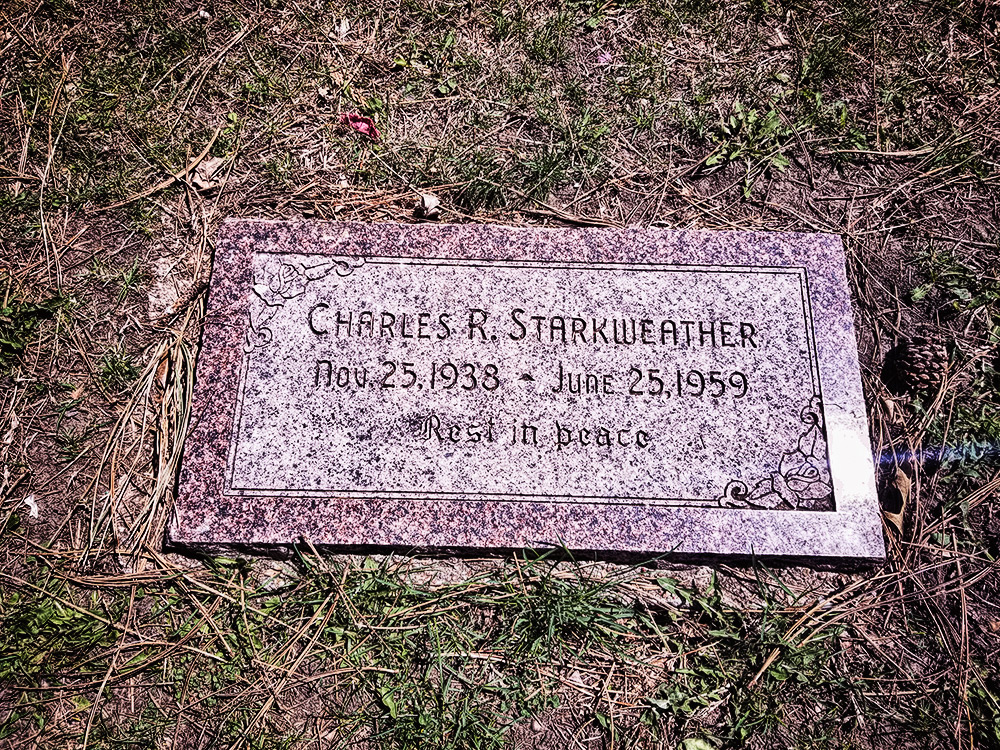 Charles R. Starkweather
Nov. 25, 1938 - June 25, 1959
Rest in peace